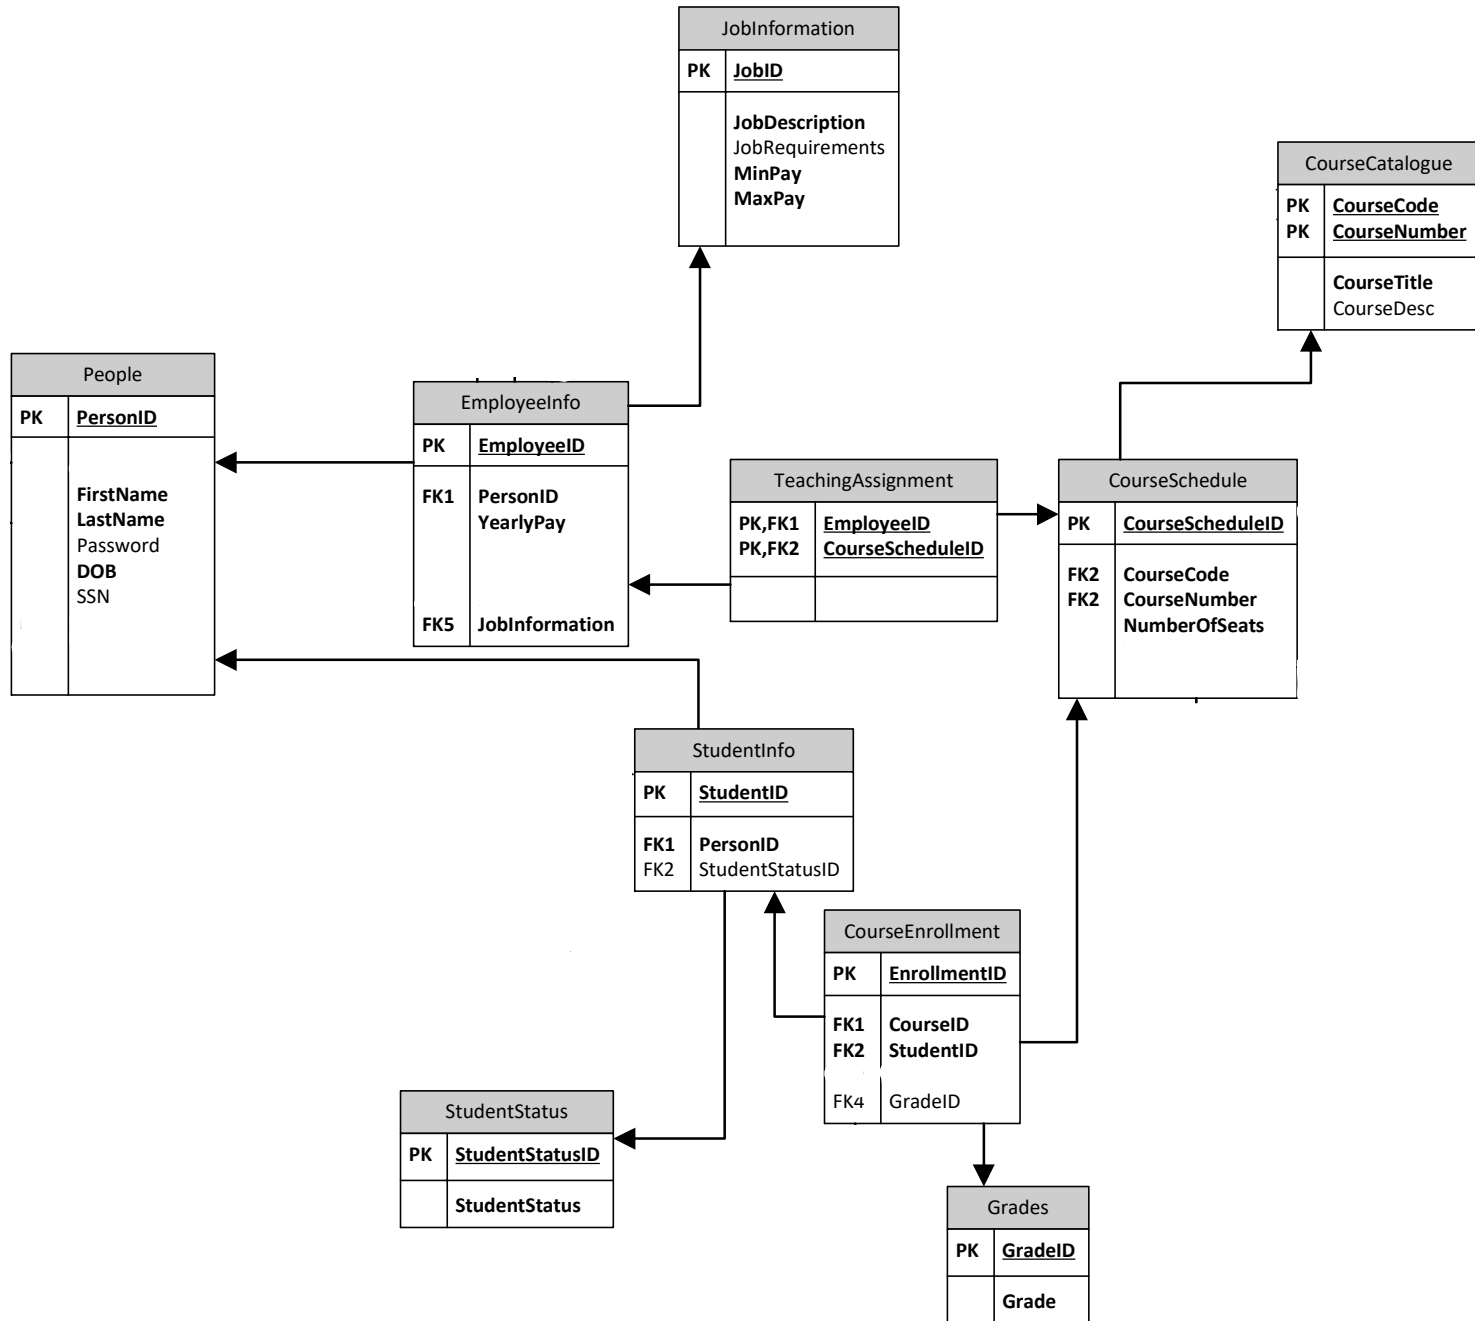 JobInformation
PK JobID
JobDescription
JobRequirements
MinPay
MaxPay
CourseCatalogue
PK CourseCode
PK CourseNumber
CourseTitle
CourseDesc
People
PK PersonID
FirstName
LastName
Password
DOB
SSN
EmployeeInfo
PK EmployeeID
FK1 PersonID
YearlyPay
FK5 JobInformation
TeachingAssignment
PK,FK1 EmployeeID
PK,FK2 CourseScheduleID
CourseSchedule
PK CourseScheduleID
FK2 CourseCode
FK2 CourseNumber
NumberOfSeats
StudentInfo
PK StudentID
FK1 PersonID
FK2 StudentStatusID
CourseEnrollment
PK EnrollmentID
FK1 CourseID
FK2 StudentID
FK4 GradeID
StudentStatus
PK StudentStatusID
StudentStatus
Grades
PK GradeID
Grade